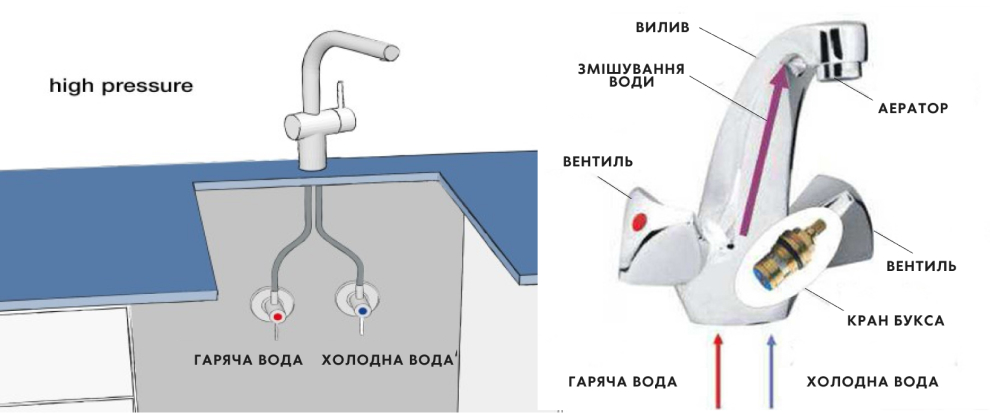 high pressure
ГАРЯЧА ВОДА
ХОЛОДНА ВОДА
ВИЛИВ
ЗМІШУВАННЯ
ВОДИ
АЕРАТОР
ВЕНТИЛЬ
ВЕНТИЛЬ
КРАН БУКСА
ГАРЯЧА ВОДА
ХОЛОДНА ВОДА